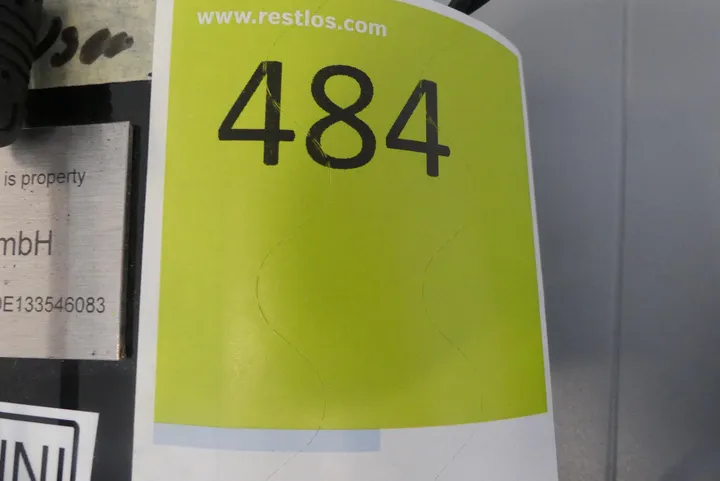 www.restlos.com
484
is property
mbH
DE133546083